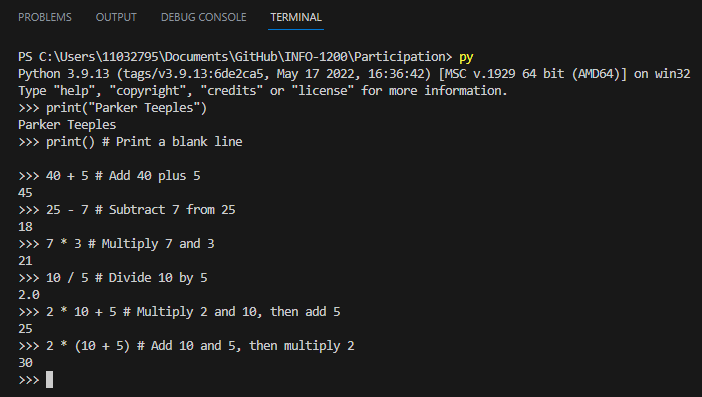 PROBLEMS OUTPUT DEBUG CONSOLE TERMINAL
PS C:\Users\11032795\Documents\GitHub\INFO-1200\Participation> py
Python 3.9.13 (tags/v3.9.13:6de2ca5, May 17 2022, 16:36:42) [MSC v.1929 64 bit (AMD64)] on win32
Type "help", "copyright", "credits" or "license" for more information.
>>> print("Parker Teeples")
Parker Teeples
>>> print() # Print a blank line
>>> 40 + 5 # Add 40 plus 5
45
>>> 25 - 7 # Subtract 7 from 25
18
>>> 7 * 3 # Multiply 7 and 3
21
>>> 10 / 5 # Divide 10 by 5
2.0
>>> 2 * 10 + 5 # Multiply 2 and 10, then add 5
25
>>> 2 * (10 + 5) # Add 10 and 5, then multiply 2
30
>>>